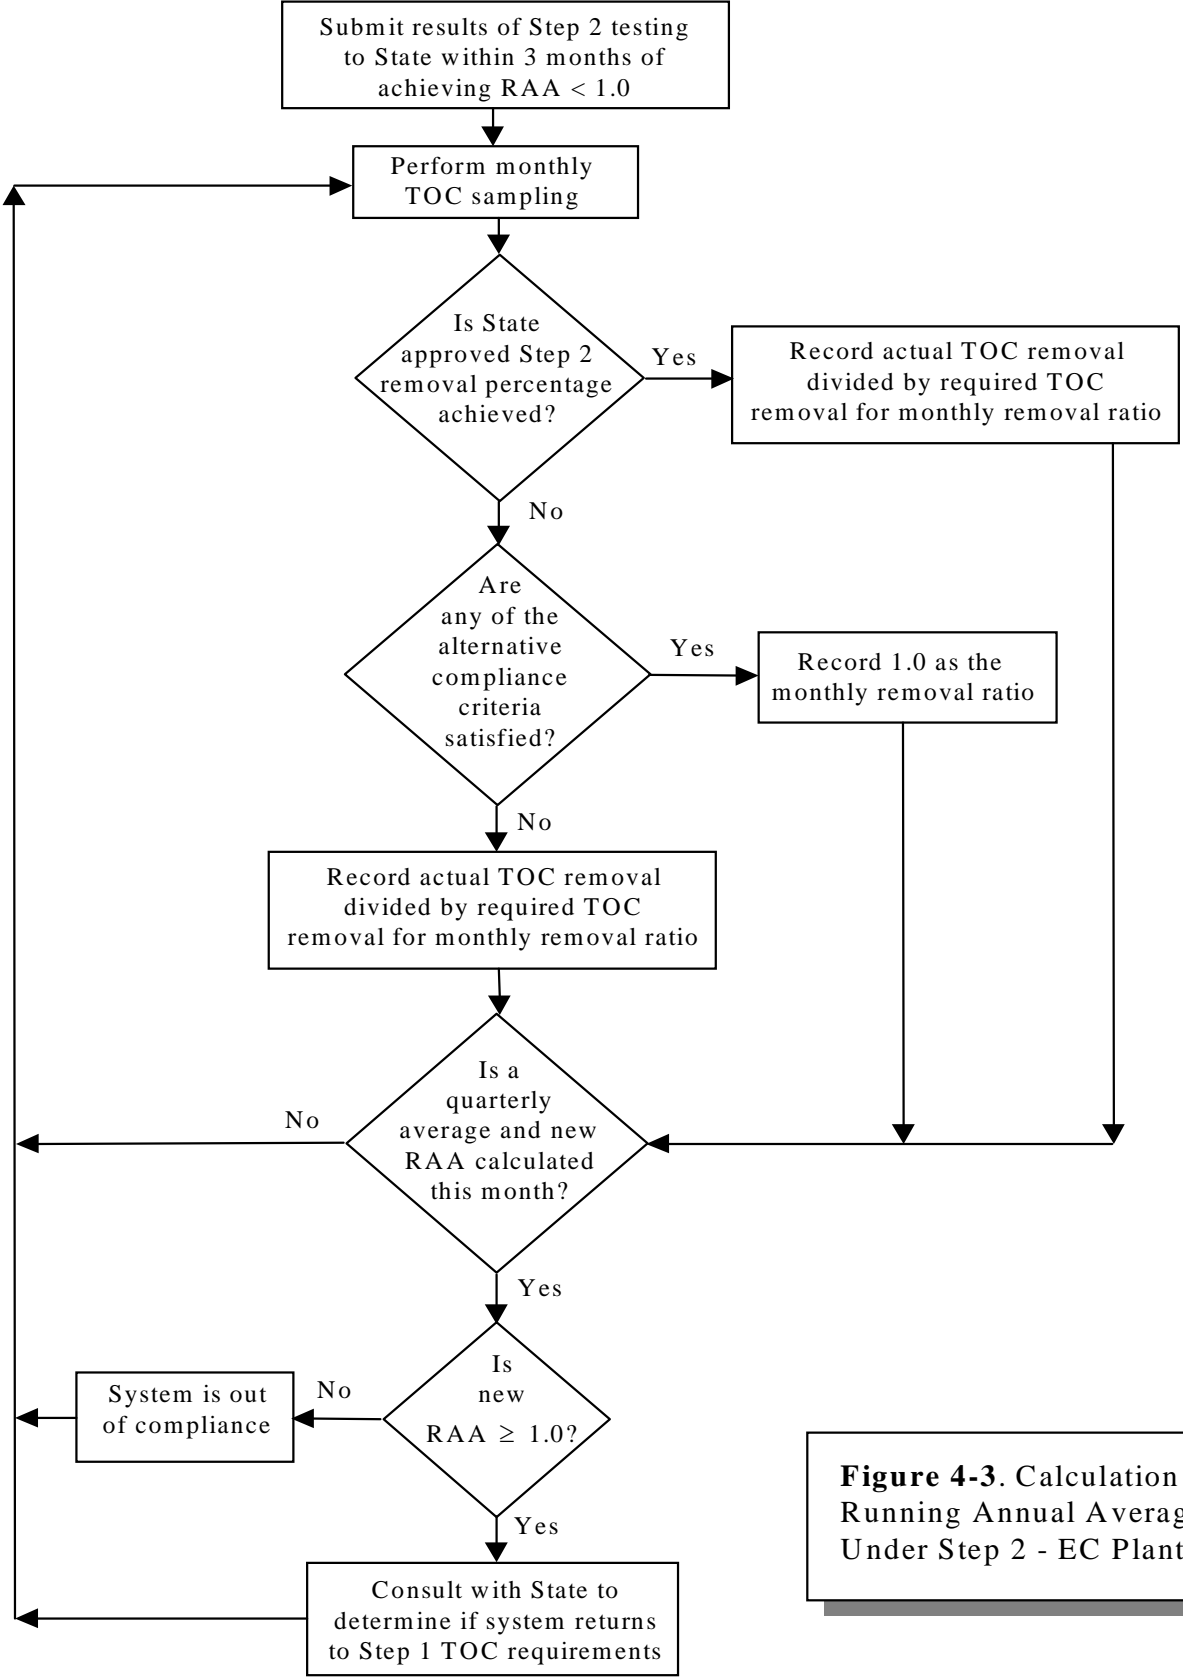 Submit results of Step 2 testing
to State within 3 months of
achieving RAA < 1.0
Perform monthly
TOC sampling
Is State
approved Step 2
removal percentage
achieved?
Yes
Record actual TOC removal
divided by required TOC
removal for monthly removal ratio
No
Are
any of the
alternative
compliance
criteria
satisfied?
Yes
Record 1.0 as the
monthly removal ratio
No
Record actual TOC removal
divided by required TOC
removal for monthly removal ratio
Is a
quarterly
average and new
RAA calculated
this month?
No
Yes
Is
new
RAA ≥ 1.0?
No
System is out
of compliance
Yes
Consult with State to
determine if system returns
to Step 1 TOC requirements
Figure 4-3. Calculation
Running Annual Averag
Under Step 2 - EC Plant